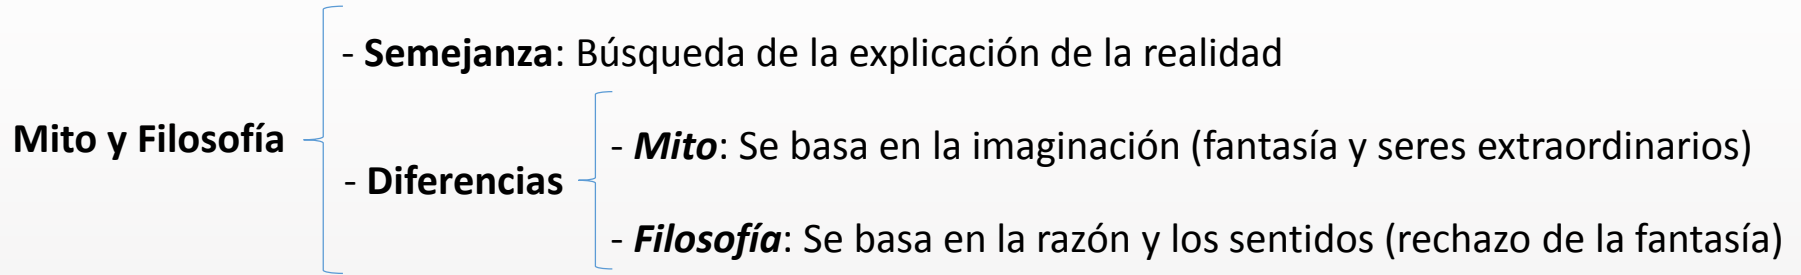 - Semejanza: Búsqueda de la explicación de la realidad
Mito y Filosofía
- Diferencias
- Mito: Se basa en la imaginación (fantasía y seres extraordinarios)
- Filosofía: Se basa en la razón y los sentidos (rechazo de la fantasía)